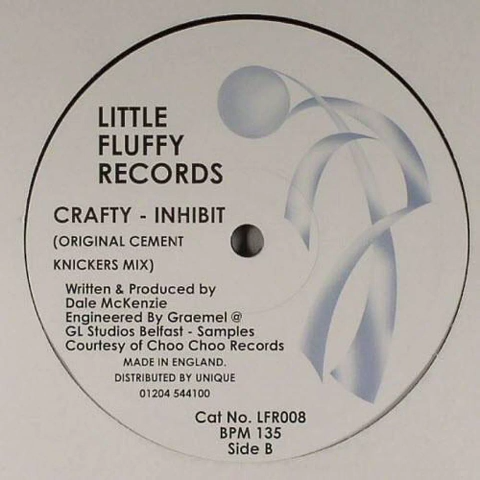 LITTLE
FLUFFY
RECORDS
CRAFTY - INHIBIT
(ORIGINAL CEMENT
KNICKERS MIX)
Written & Produced by
Dale McKenzie
Engineered By Graemel @
GL Studios Belfast - Samples
Courtesy of Choo Choo Records
MADE IN ENGLAND.
DISTRIBUTED BY UNIQUE
01204 544100
Cat No. LFR008
BPM 135
Side B